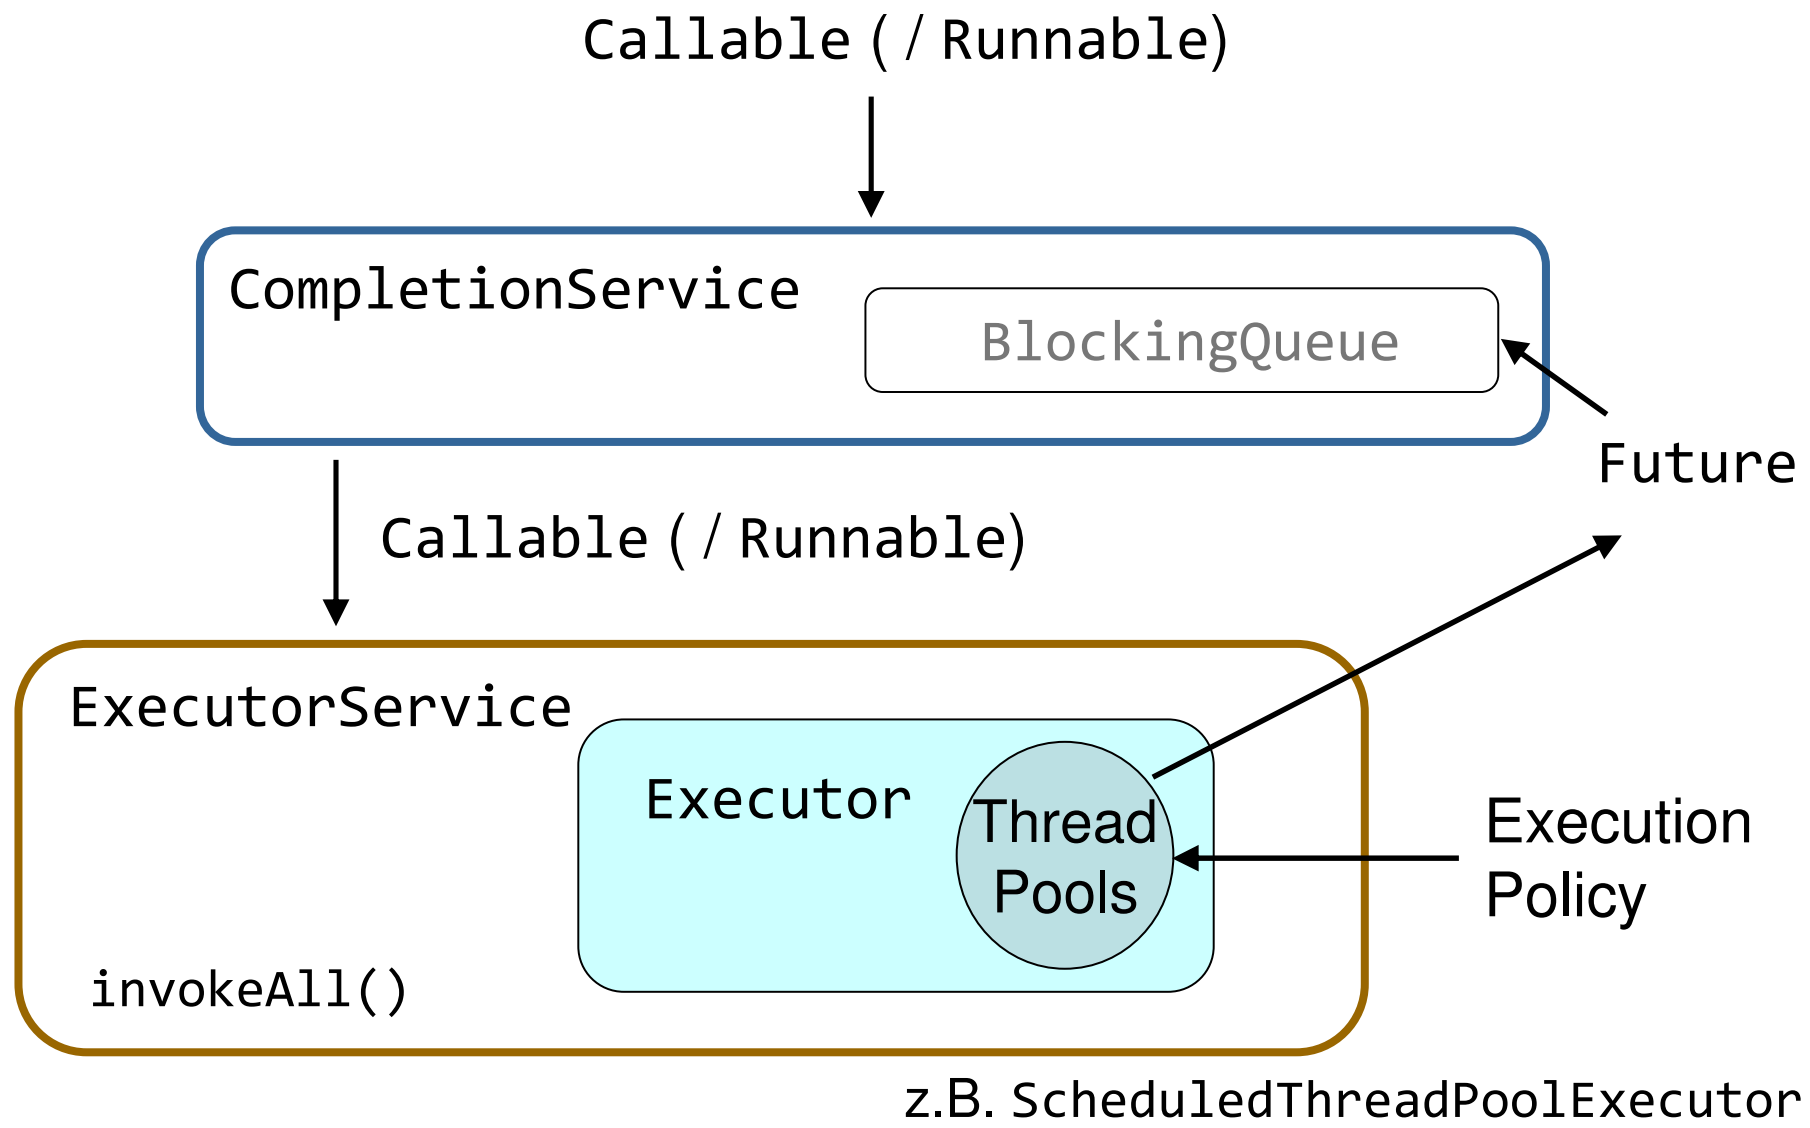 Callable ( / Runnable)
CompletionService
BlockingQueue
Future
Callable ( / Runnable)
ExecutorService
Executor
Thread
Pools
Execution
Policy
invokeAll()
z.B. ScheduledThreadPoolExecutor